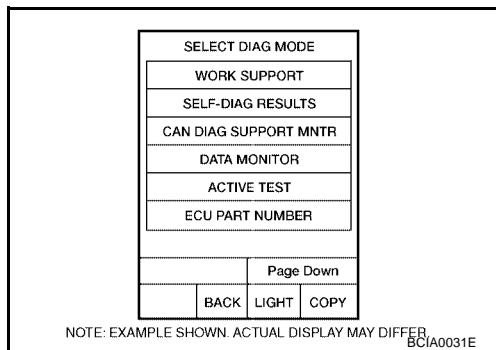 SELECT DIAG MODE
WORK SUPPORT
SELF-DIAG RESULTS
CAN DIAG SUPPORT MNTR
DATA MONITOR
ACTIVE TEST
ECU PART NUMBER
Page Down
BACK LIGHT COPY
NOTE: EXAMPLE SHOWN. ACTUAL DISPLAY MAY DIFFER.
BCIA0031E